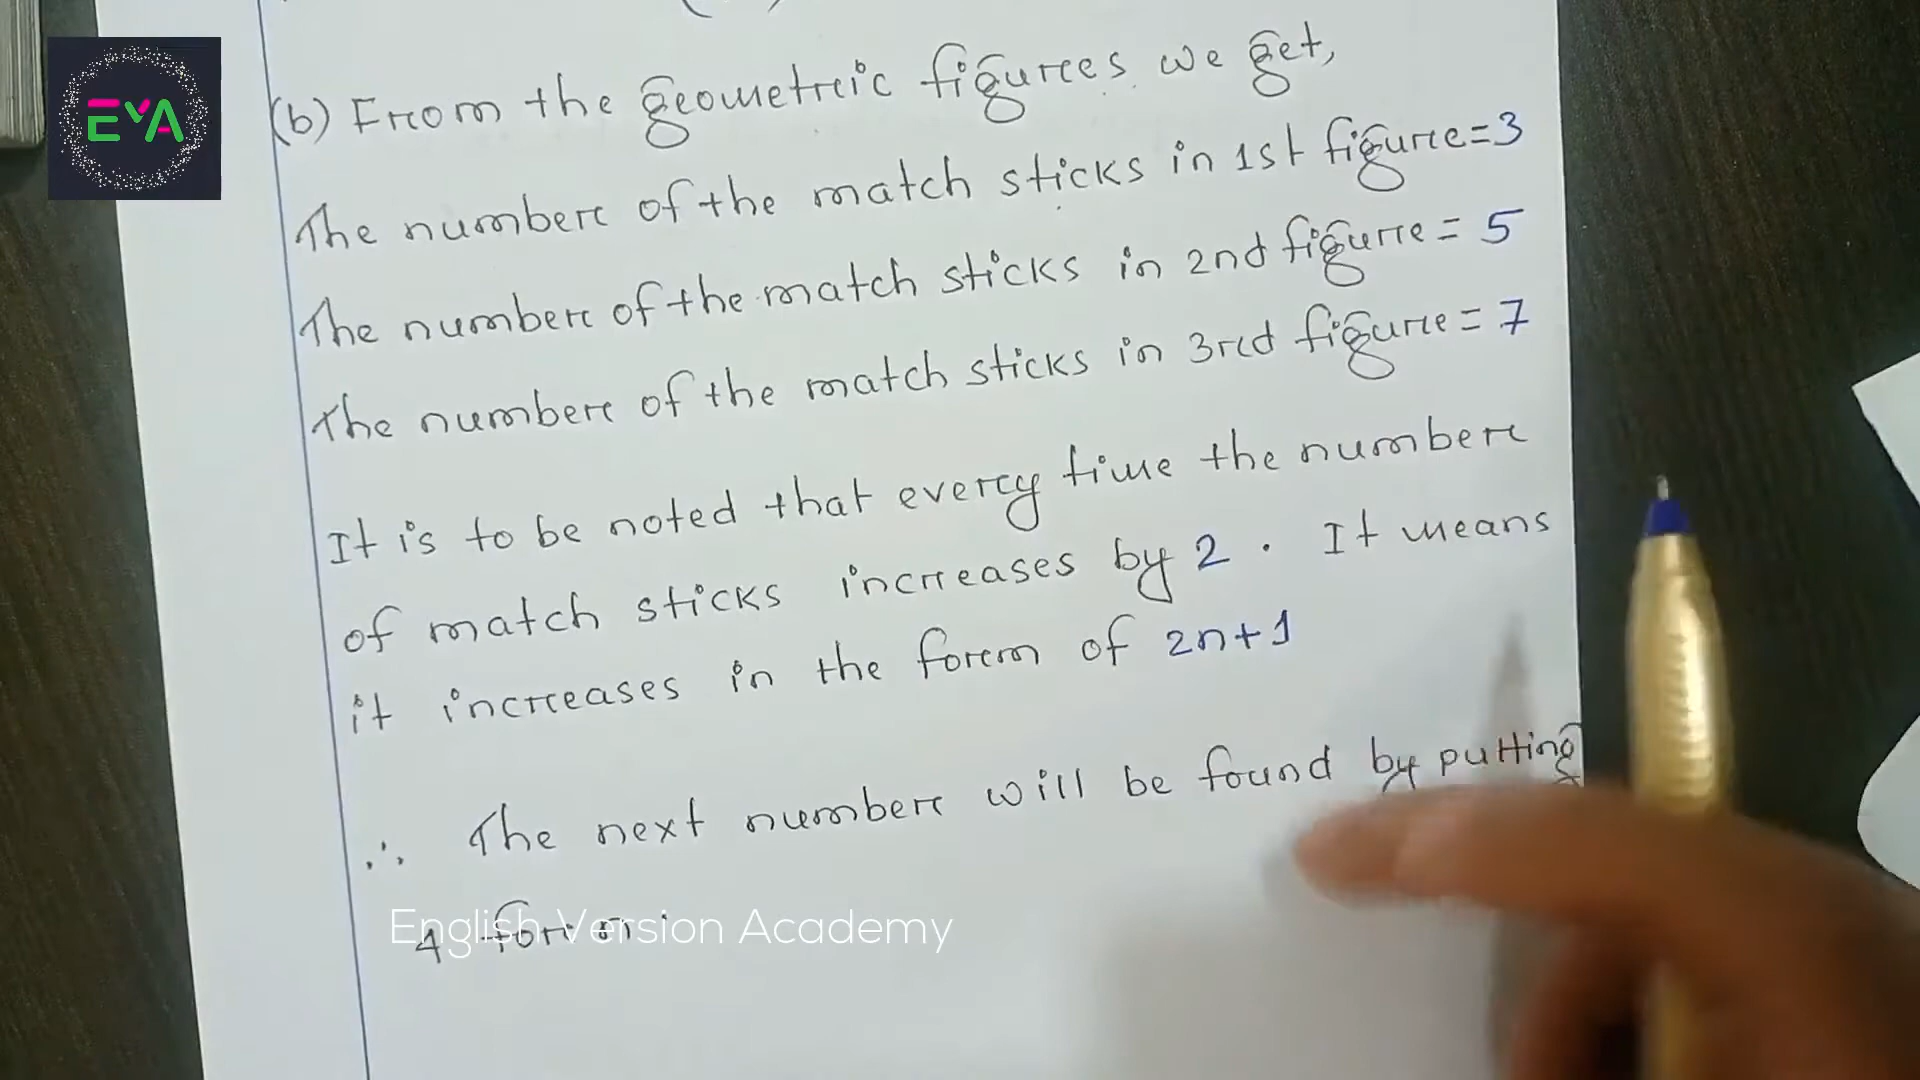 EYA
(b) From the geometric figures we get,
The number of the match sticks in 1st figure=3
The number of the match sticks in 2nd figure = 5
The number of the match sticks in 3rd figure = 7
It is to be noted that every time the number
of match sticks increases by 2. It means
it increases in the form of 2n+1
∴ The next number will be found by putting
4 for n
English Version Academy